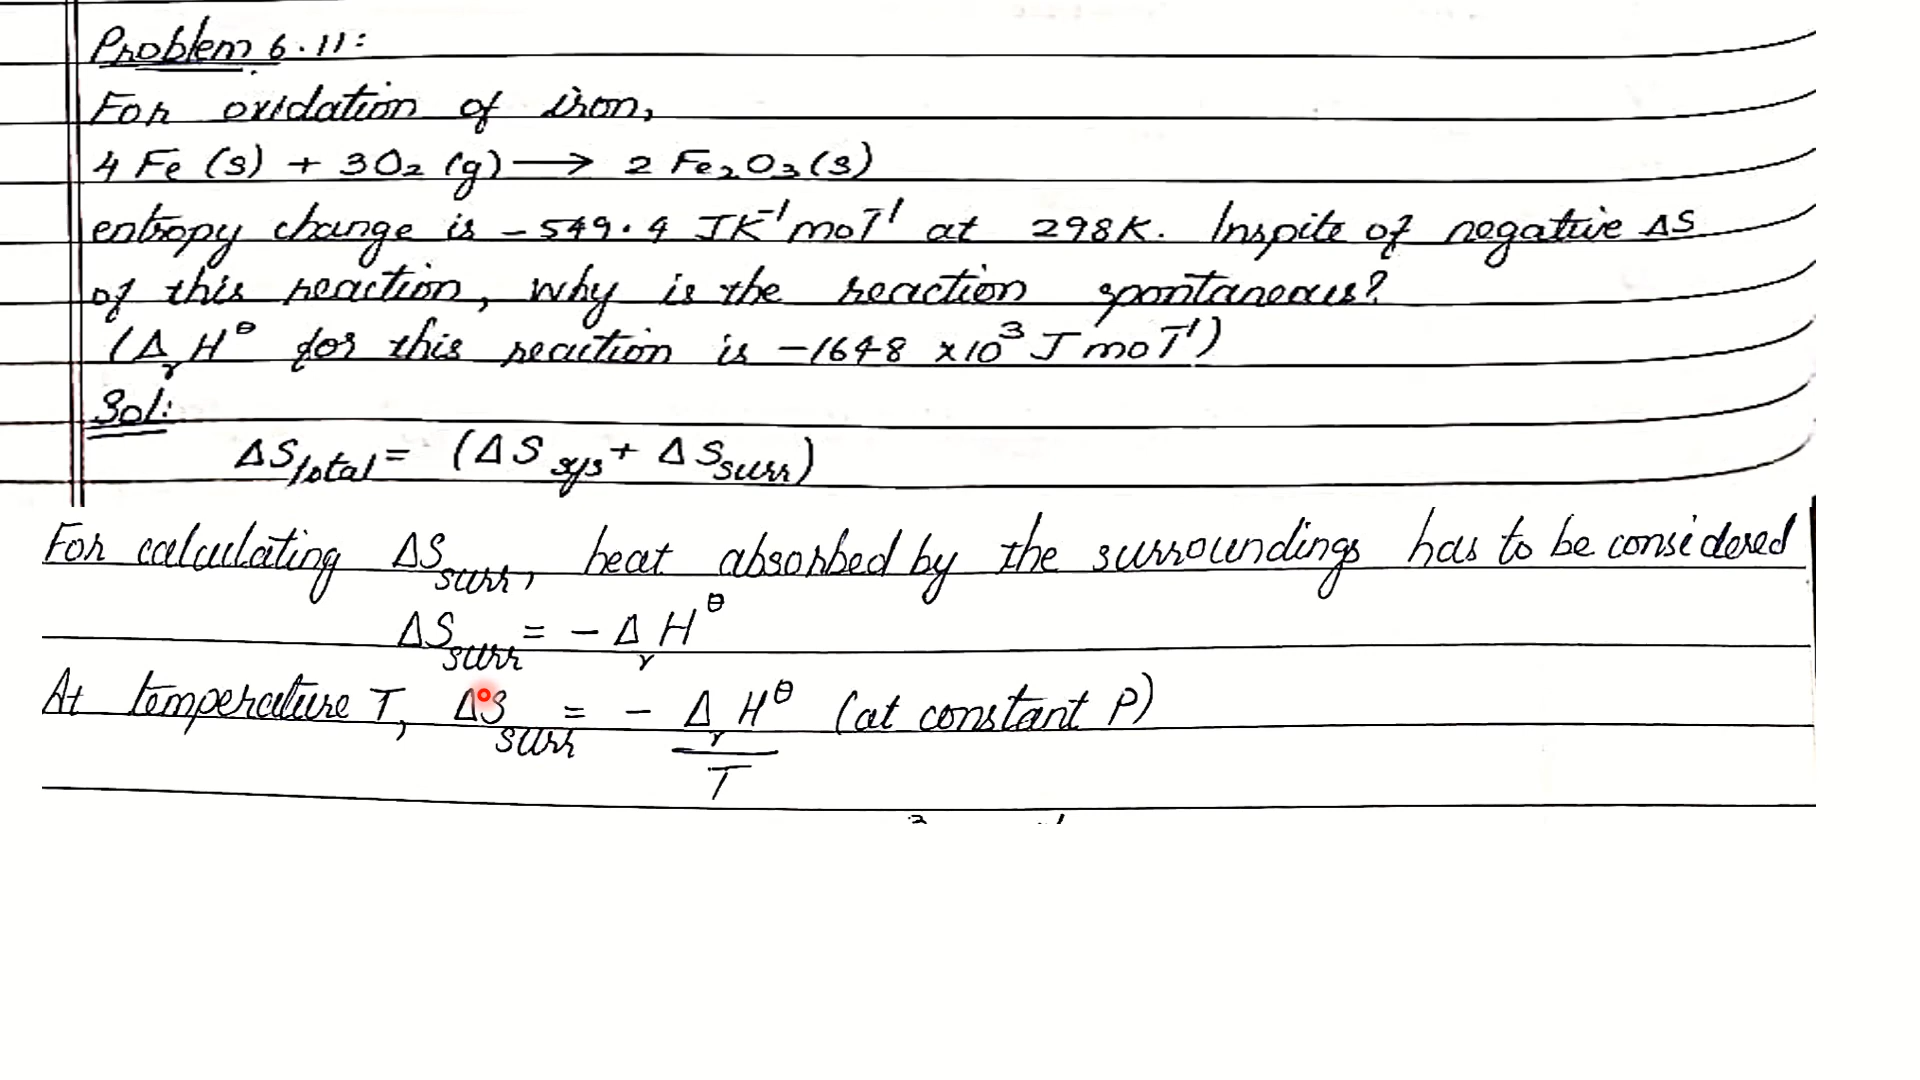 Problem 6.11:
For oxidation of iron,
4 Fe (s) + 3O₂ (g) ⟶ 2 Fe₂O₃(s)
entropy change is -549.4 JK⁻¹mol⁻¹ at 298K. Inspite of negative ΔS
of this reaction, why is the reaction spontaneous?
(ΔᵣH^θ for this reaction is -1648 ×10³ J mol⁻¹)
Sol:
ΔS_total = (ΔS_sys + ΔS_surr)
For calculating ΔS_surr, heat absorbed by the surroundings has to be considered
ΔS_surr = - ΔᵣH^θ
At temperature T, ΔS_surr = - ΔᵣH^θ / T (at constant P)